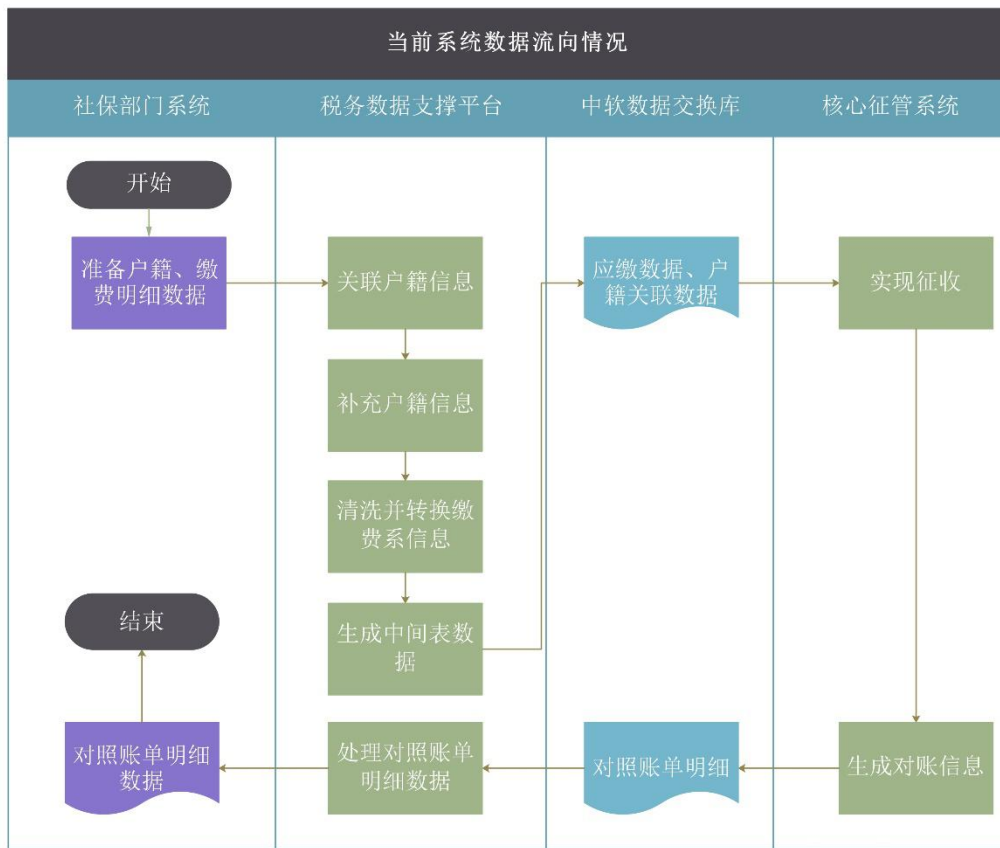 当前系统数据流向情况
社保部门系统
税务数据支撑平台
中软数据交换库
核心征管系统
开始
准备户籍、缴
费明细数据
关联户籍信息
应缴数据、户
籍关联数据
实现征收
补充户籍信息
清洗并转换缴
费系信息
生成中间表数
据
结束
对照账单明细
数据
处理对照账单
明细数据
对照账单明细
生成对账信息